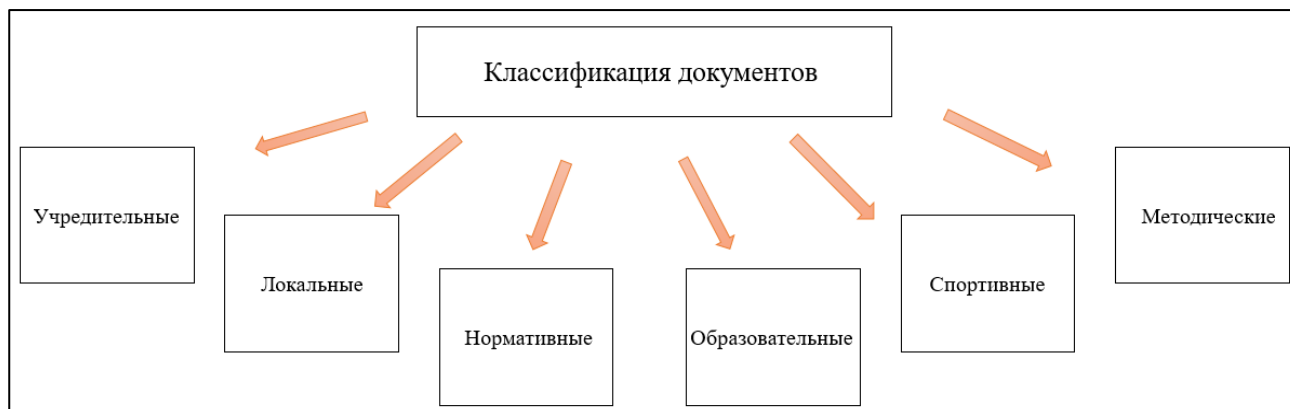 Классификация документов
Учредительные
Локальные
Нормативные
Образовательные
Спортивные
Методические